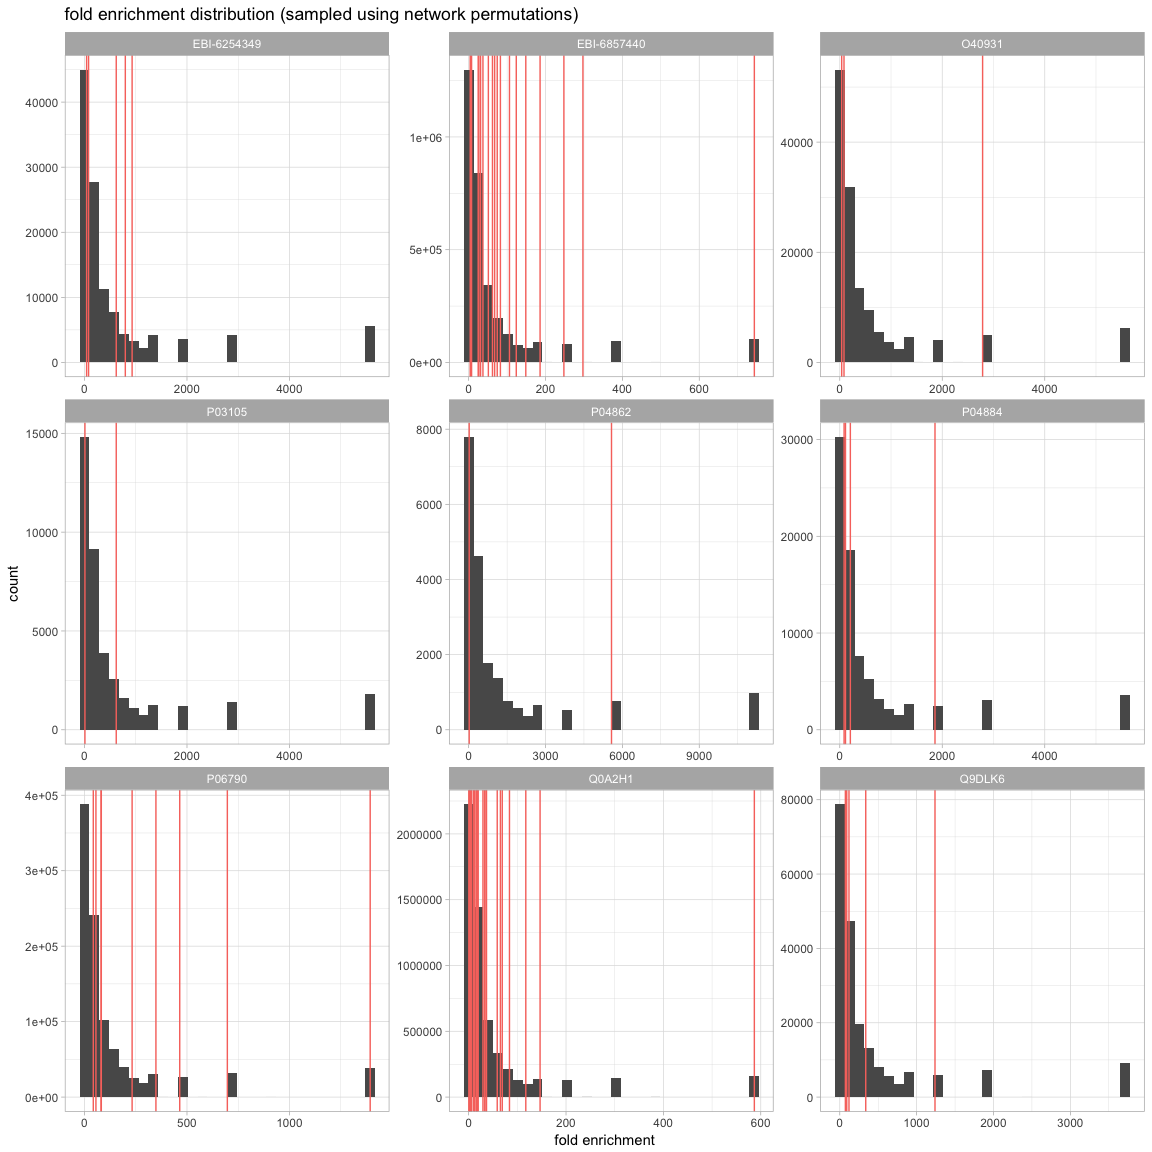 fold enrichment distribution (sampled using network permutations)
EBI-6254349
EBI-6857440
O40931
40000
30000
20000
10000
0
1e+06
5e+05
0e+00
40000
20000
0
0 2000 4000
0 200 400 600
0 2000 4000
P03105
P04862
P04884
15000
10000
5000
0
8000
6000
4000
2000
0
30000
20000
10000
0
0 2000 4000
0 3000 6000 9000
0 2000 4000
P06790
Q0A2H1
Q9DLK6
4e+05
3e+05
2e+05
1e+05
0e+00
2000000
1500000
1000000
500000
0
80000
60000
40000
20000
0
0 500 1000
0 200 400 600
0 1000 2000 3000
count
fold enrichment